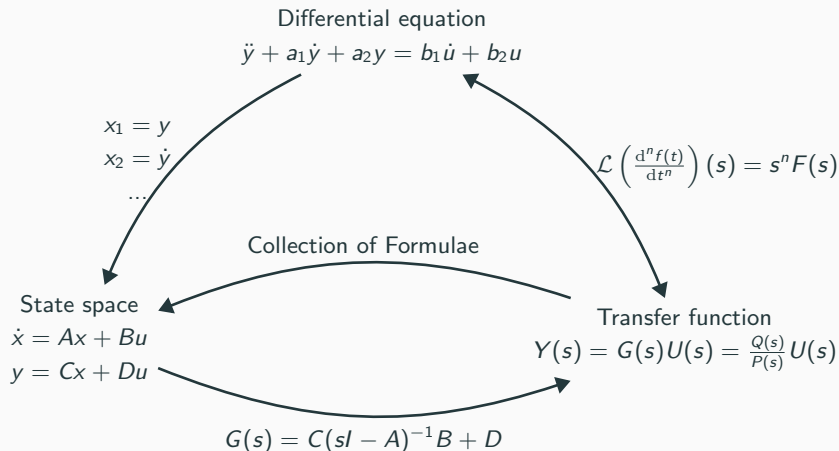 Differential equation
ÿ + a₁ẏ + a₂y = b₁u̇ + b₂u
x₁ = y
x₂ = ẏ
...
ℒ(dⁿf(t)/dtⁿ)(s) = sⁿF(s)
Collection of Formulae
State space
ẋ = Ax + Bu
y = Cx + Du
Transfer function
Y(s) = G(s)U(s) = Q(s)/P(s) U(s)
G(s) = C(sI − A)⁻¹B + D